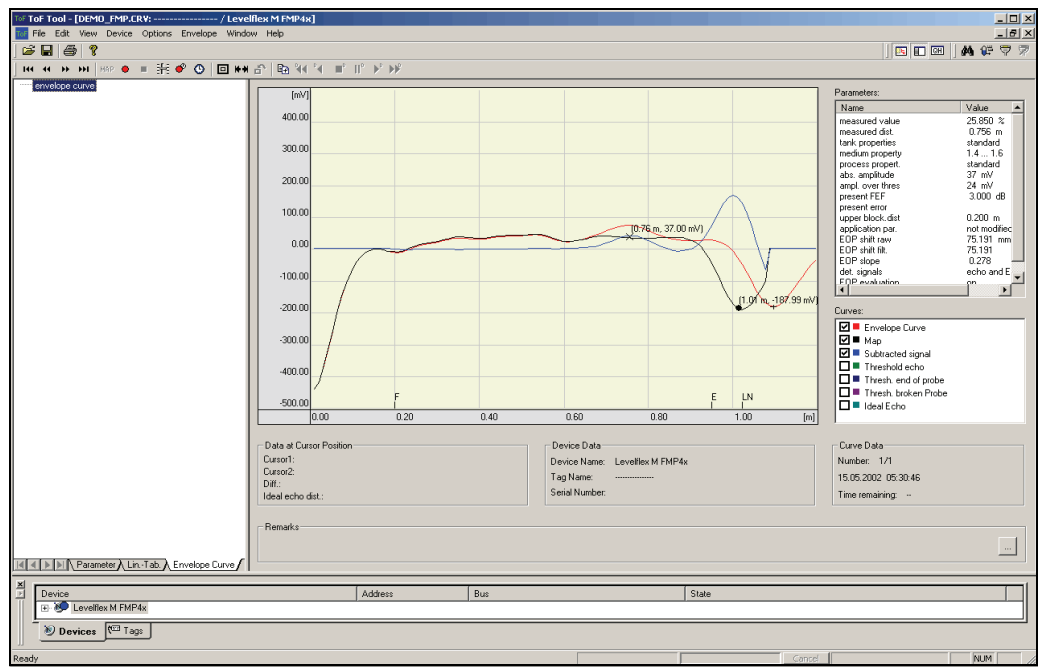 ToF Tool - [DEMO_FMP.CRV: ---------------- / Levelflex M FMP4x]
File Edit View Device Options Envelope Window Help
envelope curve
[mV]
400.00
300.00
200.00
100.00
0.00
-100.00
-200.00
-300.00
-400.00
-500.00
(0.76 m, 37.00 mV)
(1.01 m, -187.99 mV)
F E LN
0.00 0.20 0.40 0.60 0.80 1.00 [m]
Parameters:
Name Value
measured value 25.850 %
measured dist. 0.756 m
tank properties standard
medium property 1.4 ... 1.6
process propert. standard
abs. amplitude 37 mV
ampl. over thres 24 mV
present FEF 3.000 dB
present error
upper block.dist 0.200 m
application par. not modified
EOP shift raw 75.191 mm
EOP shift filt. 75.191
EOP slope 0.278
det. signals echo and E
EOP evaluation on
Curves:
Envelope Curve
Map
Subtracted signal
Threshold echo
Thresh. end of probe
Thresh. broken Probe
Ideal Echo
Data at Cursor Position
Cursor1:
Cursor2:
Diff.:
Ideal echo dist.:
Device Data
Device Name: Levelflex M FMP4x
Tag Name: ----------------
Serial Number:
Curve Data
Number: 1/1
15.05.2002 05:30:46
Time remaining: --
Remarks
...
Parameter Lin.-Tab. Envelope Curve
Device Address Bus State
Levelflex M FMP4x
Devices Tags
Ready Cancel NUM